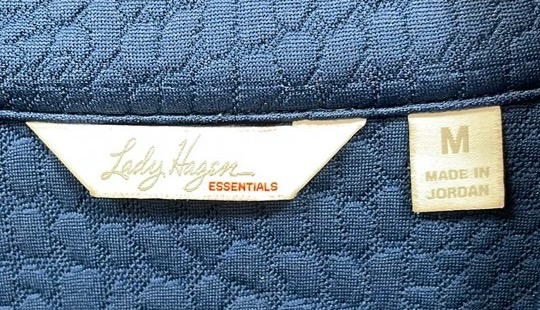 Lady Hagen
ESSENTIALS
M
MADE IN
JORDAN